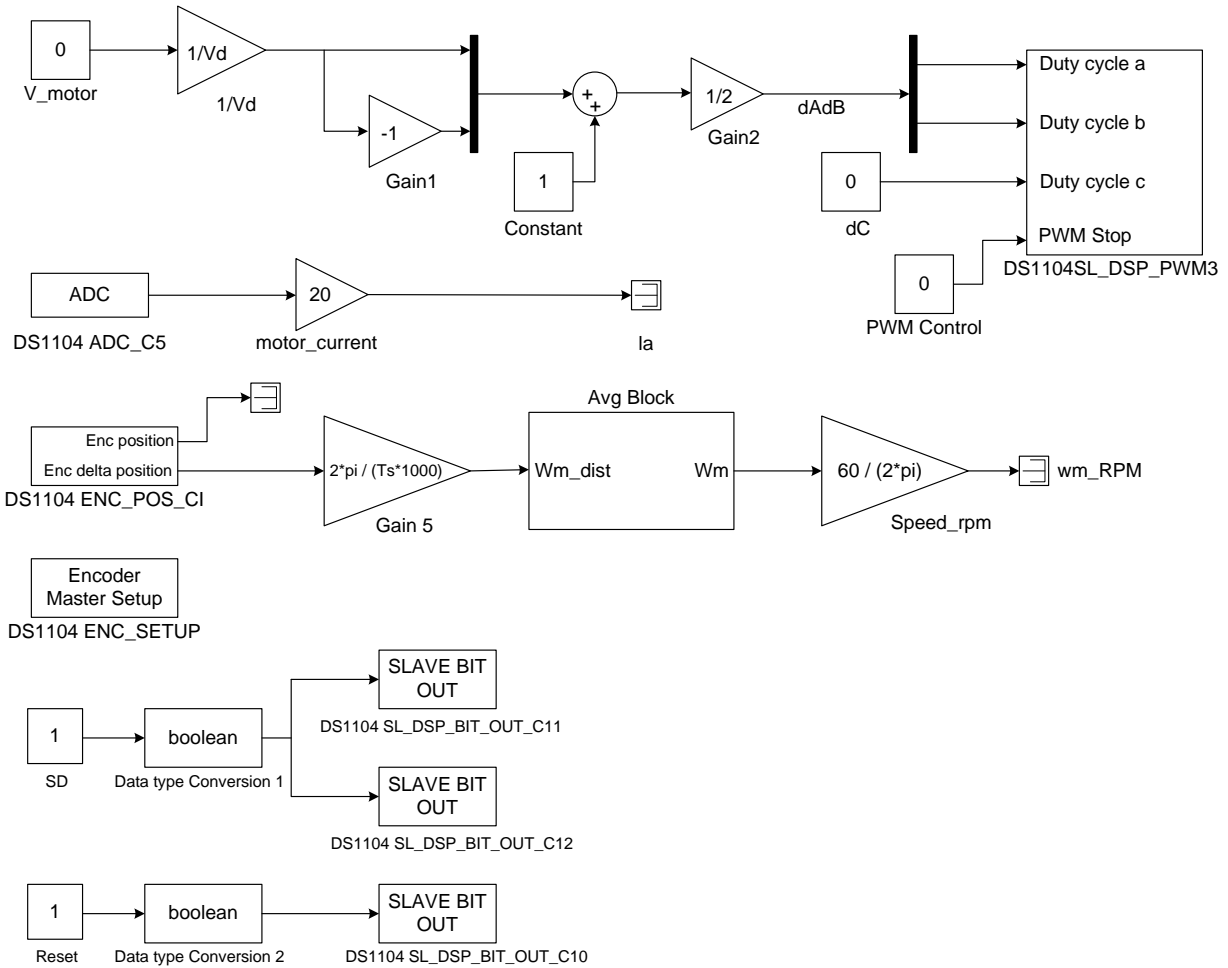 0
V_motor
1/Vd
1/Vd
-1
Gain1
+
+
1
Constant
1/2
Gain2
dAdB
0
dC
Duty cycle a
Duty cycle b
Duty cycle c
PWM Stop
DS1104SL_DSP_PWM3
0
PWM Control
ADC
DS1104 ADC_C5
20
motor_current
Ia
Enc position
Enc delta position
DS1104 ENC_POS_CI
2*pi / (Ts*1000)
Gain 5
Avg Block
Wm_dist
Wm
60 / (2*pi)
Speed_rpm
wm_RPM
Encoder
Master Setup
DS1104 ENC_SETUP
1
SD
boolean
Data type Conversion 1
SLAVE BIT
OUT
DS1104 SL_DSP_BIT_OUT_C11
SLAVE BIT
OUT
DS1104 SL_DSP_BIT_OUT_C12
1
Reset
boolean
Data type Conversion 2
SLAVE BIT
OUT
DS1104 SL_DSP_BIT_OUT_C10